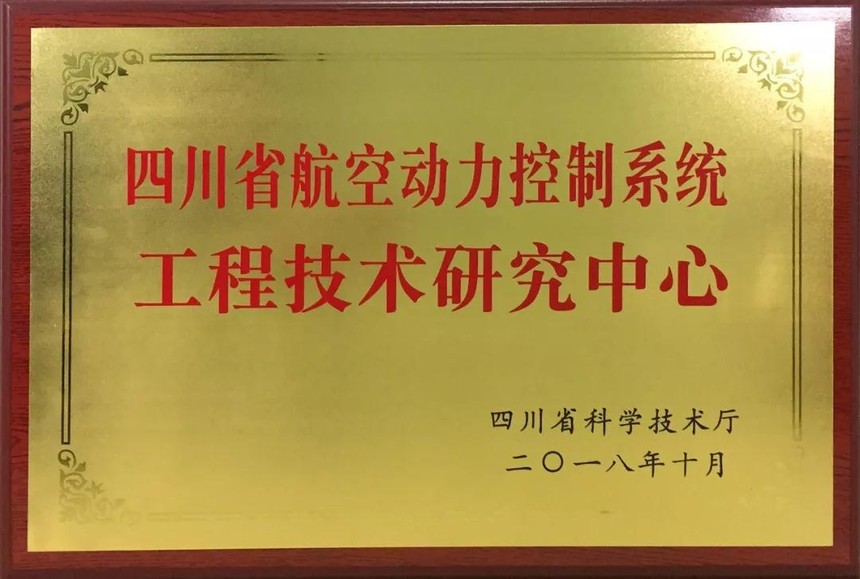 四川省航空动力控制系统
工程技术研究中心
四川省科学技术厅
二〇一八年十月